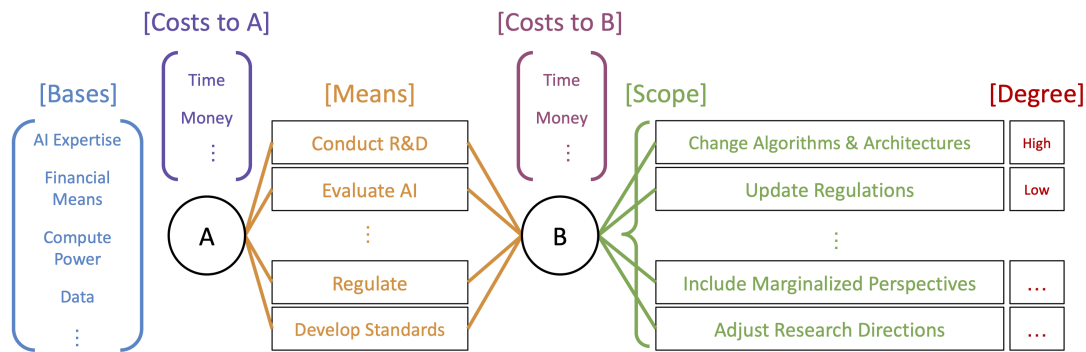 [Costs to A]
Time
Money
⋮
[Costs to B]
Time
Money
⋮
[Bases]
AI Expertise
Financial
Means
Compute
Power
Data
⋮
A
[Means]
Conduct R&D
Evaluate AI
⋮
Regulate
Develop Standards
B
[Scope]
[Degree]
Change Algorithms & Architectures
High
Update Regulations
Low
⋮
Include Marginalized Perspectives
...
Adjust Research Directions
...